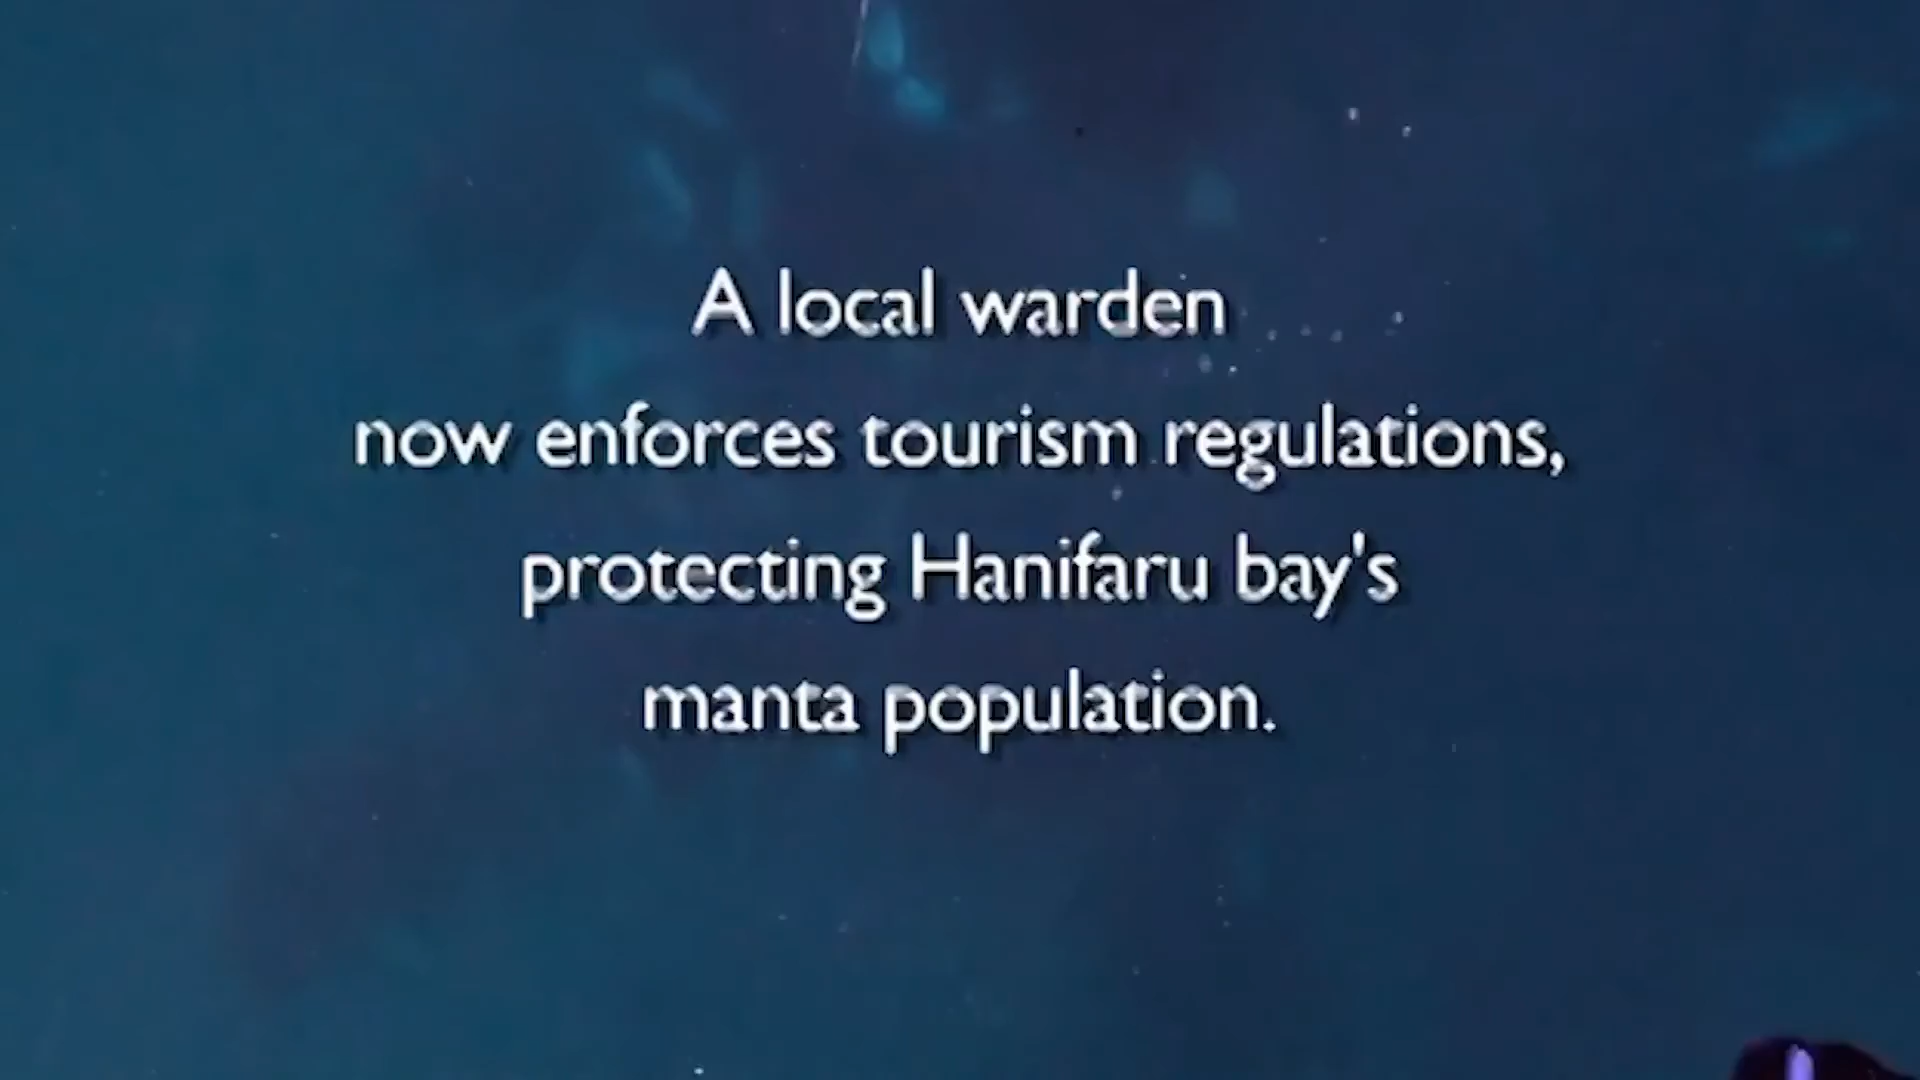 A local warden
now enforces tourism regulations,
protecting Hanifaru bay's
manta population.